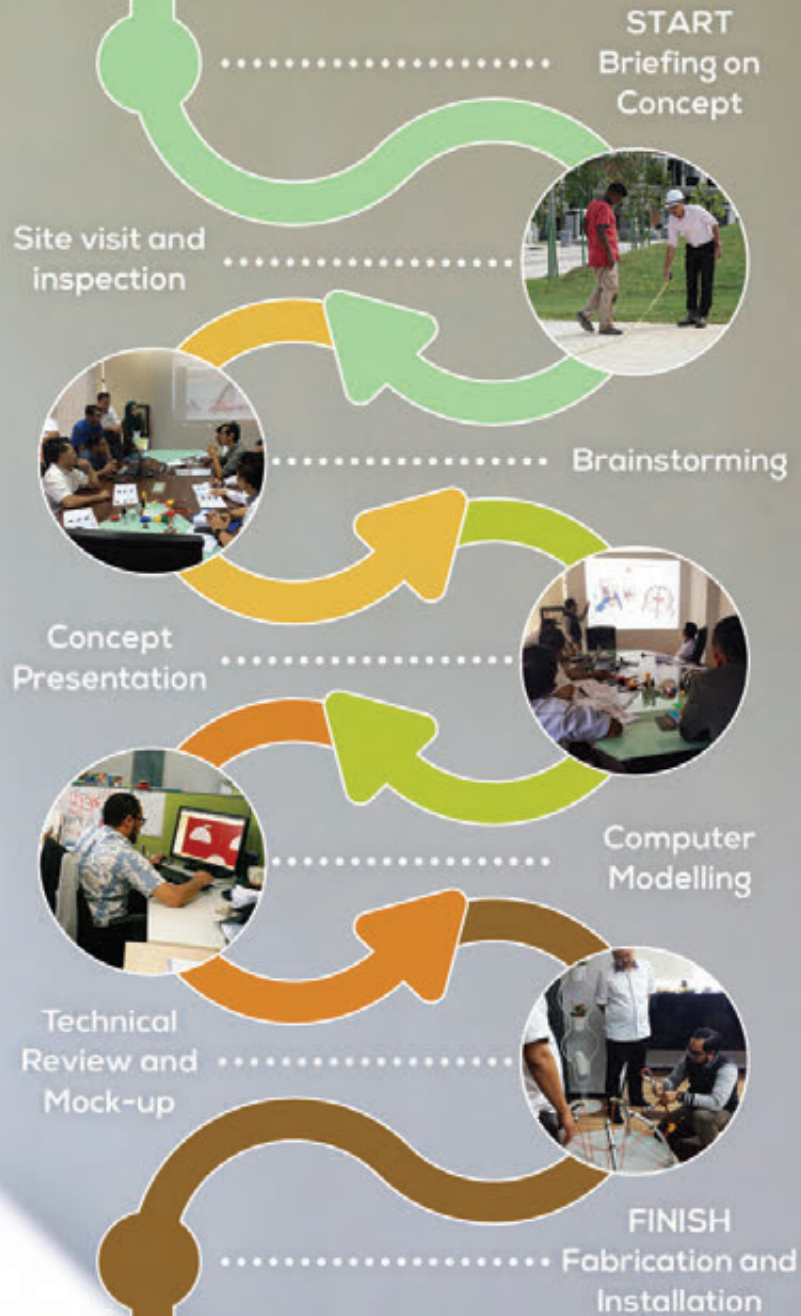 START
Briefing on
Concept
Site visit and
inspection
Brainstorming
Concept
Presentation
Computer
Modelling
Technical
Review and
Mock-up
FINISH
Fabrication and
Installation